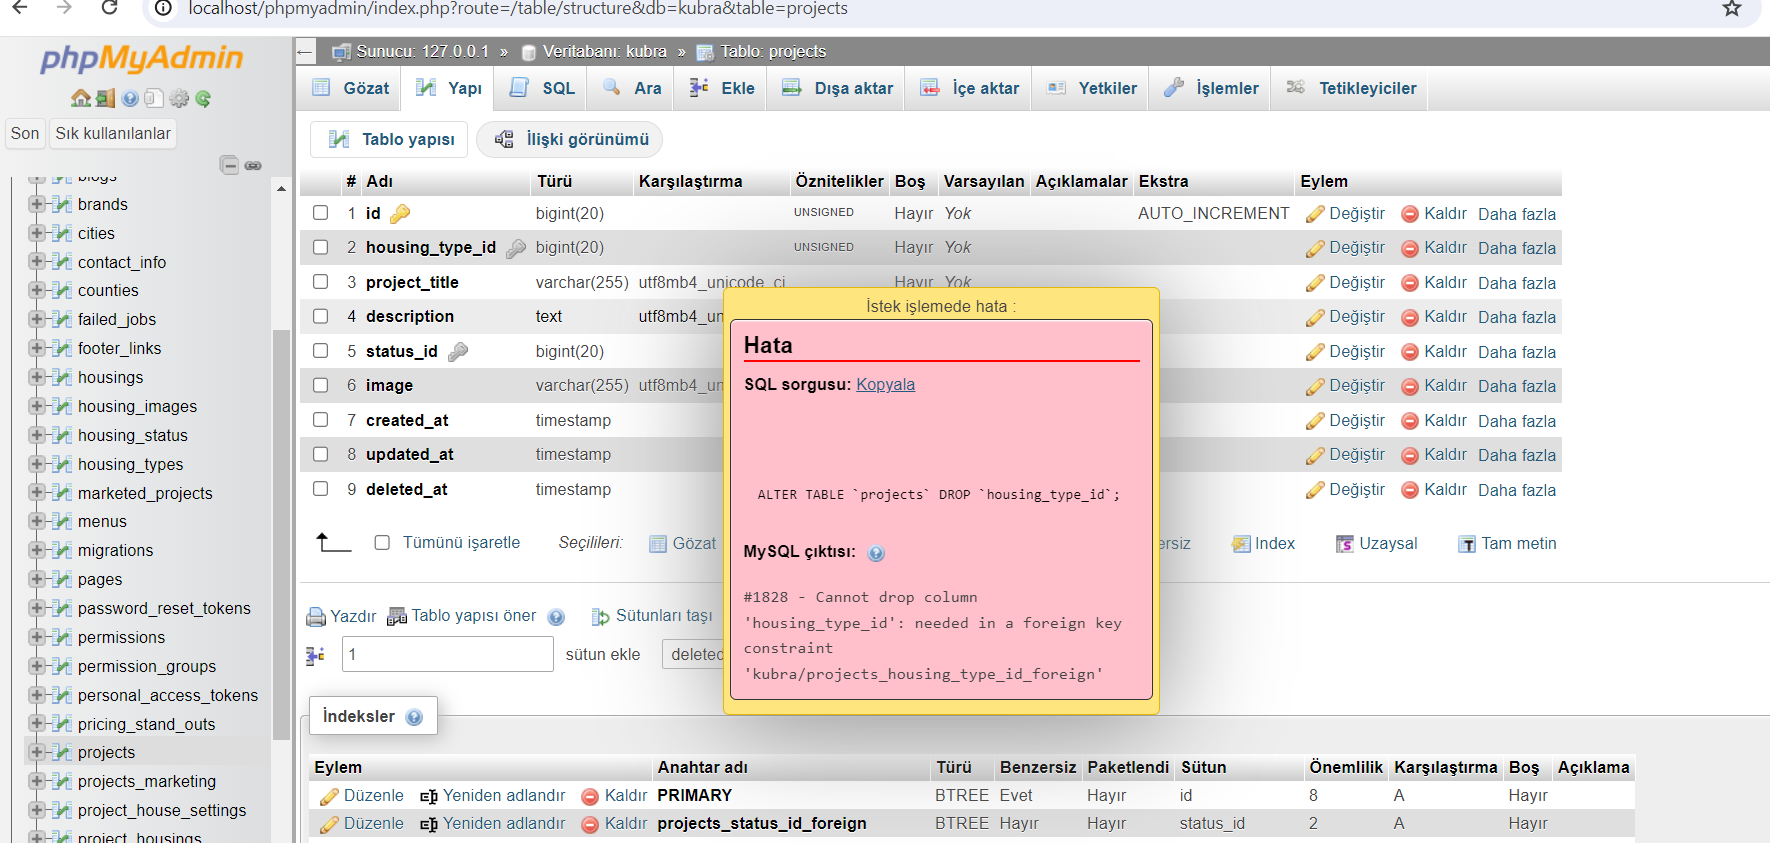 localhost/phpmyadmin/index.php?route=/table/structure&db=kubra&table=projects
phpMyAdmin
Son
Sık kullanılanlar
blogs
brands
cities
contact_info
counties
failed_jobs
footer_links
housings
housing_images
housing_status
housing_types
marketed_projects
menus
migrations
pages
password_reset_tokens
permissions
permission_groups
personal_access_tokens
pricing_stand_outs
projects
projects_marketing
project_house_settings
project_housings
Sunucu: 127.0.0.1 » Veritabanı: kubra » Tablo: projects
Gözat Yapı SQL Ara Ekle Dışa aktar İçe aktar Yetkiler İşlemler Tetikleyiciler
Tablo yapısı İlişki görünümü
# Adı Türü Karşılaştırma Öznitelikler Boş Varsayılan Açıklamalar Ekstra Eylem
1 id bigint(20) UNSIGNED Hayır Yok AUTO_INCREMENT Değiştir Kaldır Daha fazla
2 housing_type_id bigint(20) UNSIGNED Hayır Yok Değiştir Kaldır Daha fazla
3 project_title varchar(255) utf8mb4_unicode_ci Hayır Yok Değiştir Kaldır Daha fazla
4 description text utf8mb4_un Değiştir Kaldır Daha fazla
5 status_id bigint(20) Değiştir Kaldır Daha fazla
6 image varchar(255) utf8mb4_un Değiştir Kaldır Daha fazla
7 created_at timestamp Değiştir Kaldır Daha fazla
8 updated_at timestamp Değiştir Kaldır Daha fazla
9 deleted_at timestamp Değiştir Kaldır Daha fazla
Tümünü işaretle Seçilileri: Gözat ersiz Index Uzaysal Tam metin
Yazdır Tablo yapısı öner Sütunları taşı
1 sütun ekle deleted
İstek işlemede hata :
Hata
SQL sorgusu: Kopyala
ALTER TABLE `projects` DROP `housing_type_id`;
MySQL çıktısı:
#1828 - Cannot drop column
'housing_type_id': needed in a foreign key
constraint
'kubra/projects_housing_type_id_foreign'
İndeksler
Eylem Anahtar adı Türü Benzersiz Paketlendi Sütun Önemlilik Karşılaştırma Boş Açıklama
Düzenle Yeniden adlandır Kaldır PRIMARY BTREE Evet Hayır id 8 A Hayır
Düzenle Yeniden adlandır Kaldır projects_status_id_foreign BTREE Hayır Hayır status_id 2 A Hayır